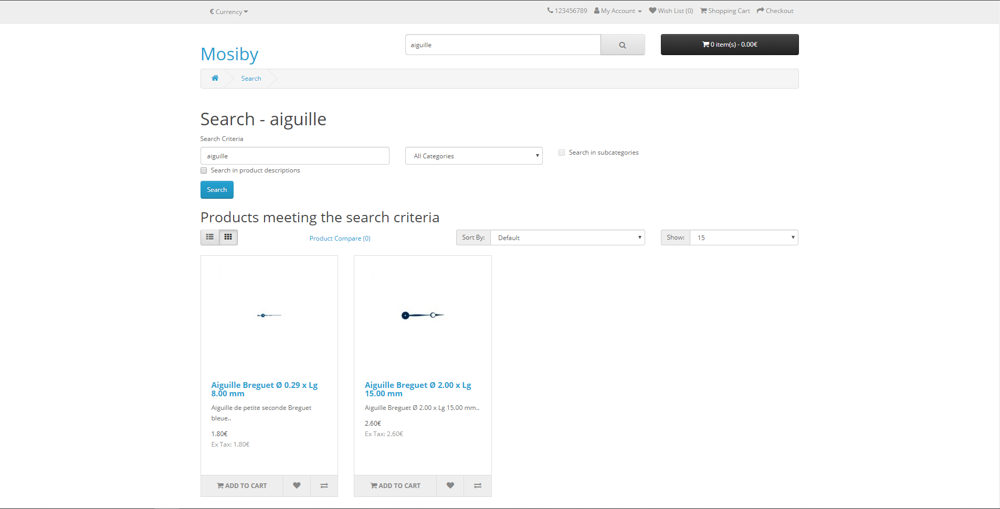 € Currency
123456789 My Account Wish List (0) Shopping Cart Checkout
Mosiby
aiguille
0 item(s) - 0.00€
Search
Search - aiguille
Search Criteria
aiguille
All Categories
Search in subcategories
Search in product descriptions
Search
Products meeting the search criteria
Product Compare (0)
Sort By: Default
Show: 15
Aiguille Breguet Ø 0.29 x Lg
8.00 mm
Aiguille de petite seconde Breguet
bleue..
1.80€
Ex Tax: 1.80€
ADD TO CART
Aiguille Breguet Ø 2.00 x Lg
15.00 mm
Aiguille Breguet Ø 2.00 x Lg 15.00 mm..
2.60€
Ex Tax: 2.60€
ADD TO CART